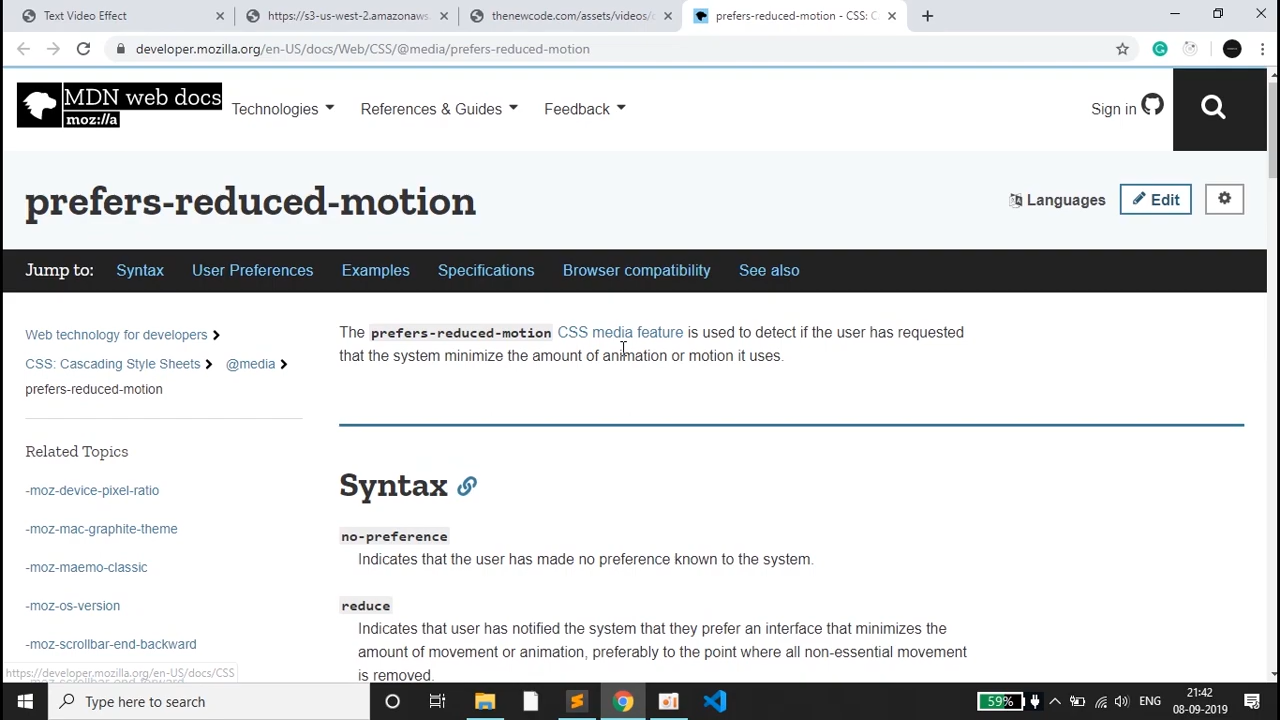 Text Video Effect
https://s3-us-west-2.amazonaws.
thenewcode.com/assets/videos/
prefers-reduced-motion - CSS: C
developer.mozilla.org/en-US/docs/Web/CSS/@media/prefers-reduced-motion
MDN web docs
moz://a
Technologies
References & Guides
Feedback
Sign in
prefers-reduced-motion
Languages
Edit
Jump to:
Syntax
User Preferences
Examples
Specifications
Browser compatibility
See also
Web technology for developers
CSS: Cascading Style Sheets
@media
prefers-reduced-motion
Related Topics
-moz-device-pixel-ratio
-moz-mac-graphite-theme
-moz-maemo-classic
-moz-os-version
-moz-scrollbar-end-backward
The prefers-reduced-motion CSS media feature is used to detect if the user has requested
that the system minimize the amount of animation or motion it uses.
Syntax
no-preference
Indicates that the user has made no preference known to the system.
reduce
Indicates that user has notified the system that they prefer an interface that minimizes the
amount of movement or animation, preferably to the point where all non-essential movement
is removed.
https://developer.mozilla.org/en-US/docs/CSS
Type here to search
59%
ENG
21:42
08-09-2019